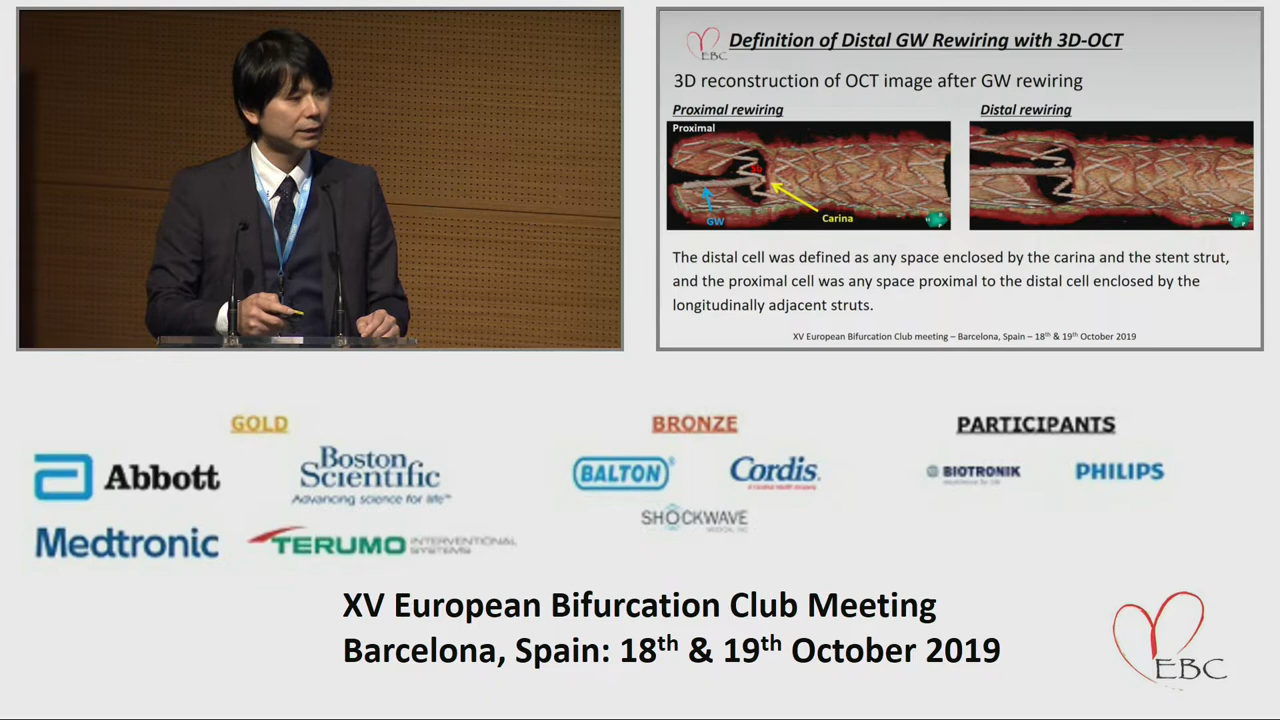 EBC
Definition of Distal GW Rewiring with 3D-OCT
3D reconstruction of OCT image after GW rewiring
Proximal rewiring
Distal rewiring
Proximal
GW
Carina
The distal cell was defined as any space enclosed by the carina and the stent strut,
and the proximal cell was any space proximal to the distal cell enclosed by the
longitudinally adjacent struts.
XV European Bifurcation Club meeting – Barcelona, Spain – 18th & 19th October 2019
GOLD
BRONZE
PARTICIPANTS
Abbott
Boston
Scientific
Advancing science for life™
BALTON®
Cordis.
BIOTRONIK
PHILIPS
SHOCKWAVE
MEDICAL, INC
Medtronic
TERUMO INTERVENTIONAL
SYSTEMS
XV European Bifurcation Club Meeting
Barcelona, Spain: 18th & 19th October 2019
EBC